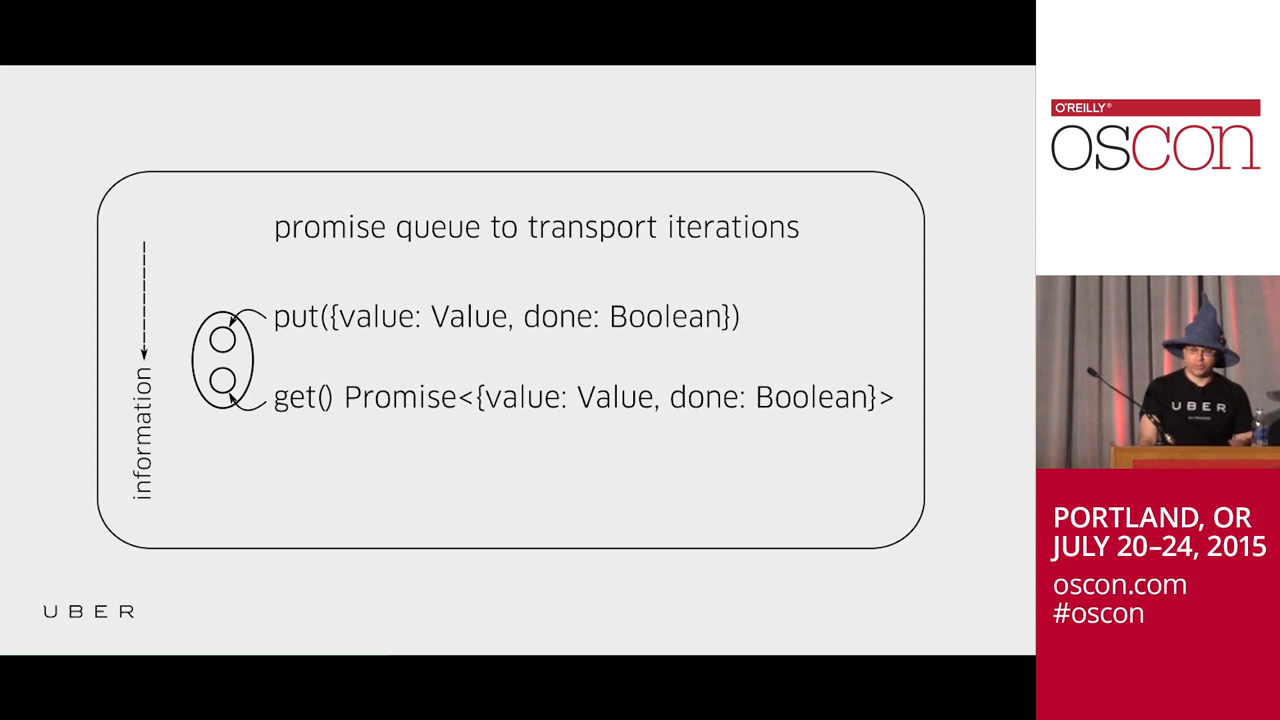 promise queue to transport iterations
put({value: Value, done: Boolean})
get() Promise<{value: Value, done: Boolean}>
information
UBER
O'REILLY®
OSCON
UBER
PORTLAND, OR
JULY 20–24, 2015
oscon.com
#oscon